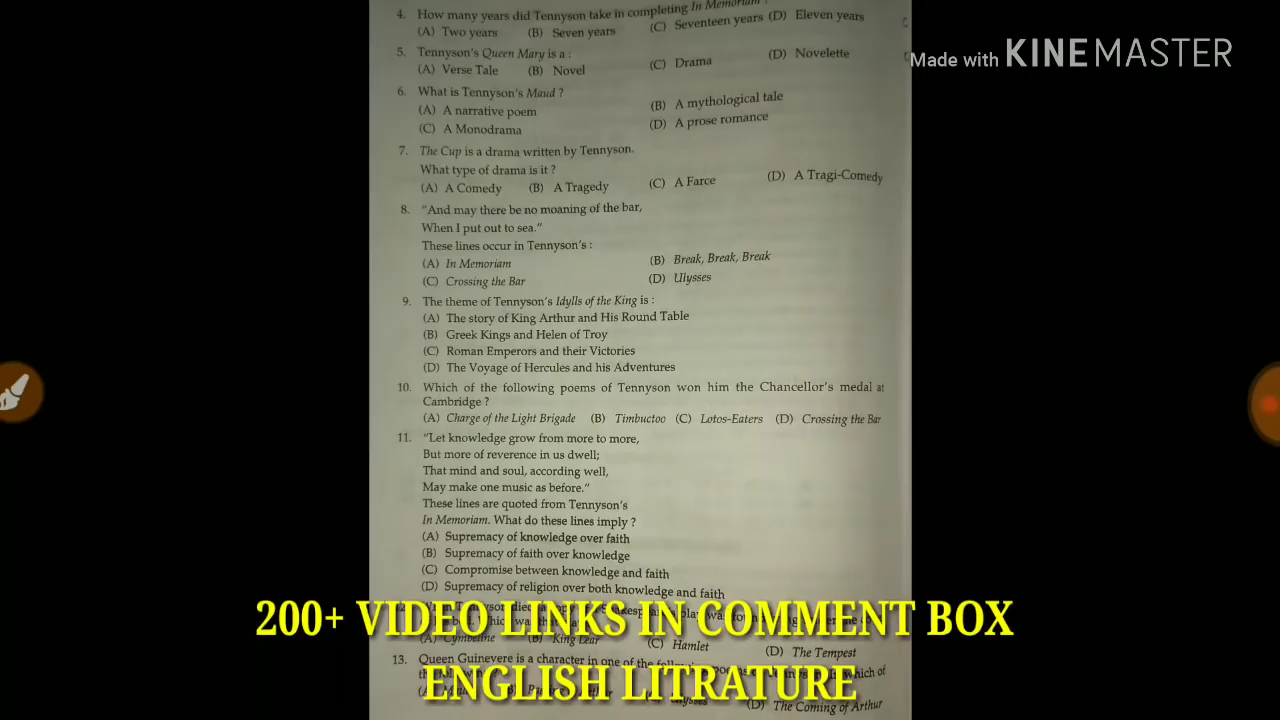 4. How many years did Tennyson take in completing In Memoriam ?
(A) Two years (B) Seven years (C) Seventeen years (D) Eleven years
5. Tennyson's Queen Mary is a :
(A) Verse Tale (B) Novel (C) Drama (D) Novelette
6. What is Tennyson's Maud ?
(A) A narrative poem (B) A mythological tale
(C) A Monodrama (D) A prose romance
7. The Cup is a drama written by Tennyson.
What type of drama is it ?
(A) A Comedy (B) A Tragedy (C) A Farce (D) A Tragi-Comedy
8. "And may there be no moaning of the bar,
When I put out to sea."
These lines occur in Tennyson's :
(A) In Memoriam (B) Break, Break, Break
(C) Crossing the Bar (D) Ulysses
9. The theme of Tennyson's Idylls of the King is :
(A) The story of King Arthur and His Round Table
(B) Greek Kings and Helen of Troy
(C) Roman Emperors and their Victories
(D) The Voyage of Hercules and his Adventures
10. Which of the following poems of Tennyson won him the Chancellor's medal at
Cambridge ?
(A) Charge of the Light Brigade (B) Timbuctoo (C) Lotos-Eaters (D) Crossing the Bar
11. "Let knowledge grow from more to more,
But more of reverence in us dwell;
That mind and soul, according well,
May make one music as before."
These lines are quoted from Tennyson's
In Memoriam. What do these lines imply ?
(A) Supremacy of knowledge over faith
(B) Supremacy of faith over knowledge
(C) Compromise between knowledge and faith
(D) Supremacy of religion over both knowledge and faith
(A) Cymbeline (B) King Lear (C) Hamlet (D) The Tempest
13. Queen Guinevere is a character in one of the
which of
Ulysses (D) The Coming of Arthur
Made with KINEMASTER
200+ VIDEO LINKS IN COMMENT BOX
ENGLISH LITRATURE